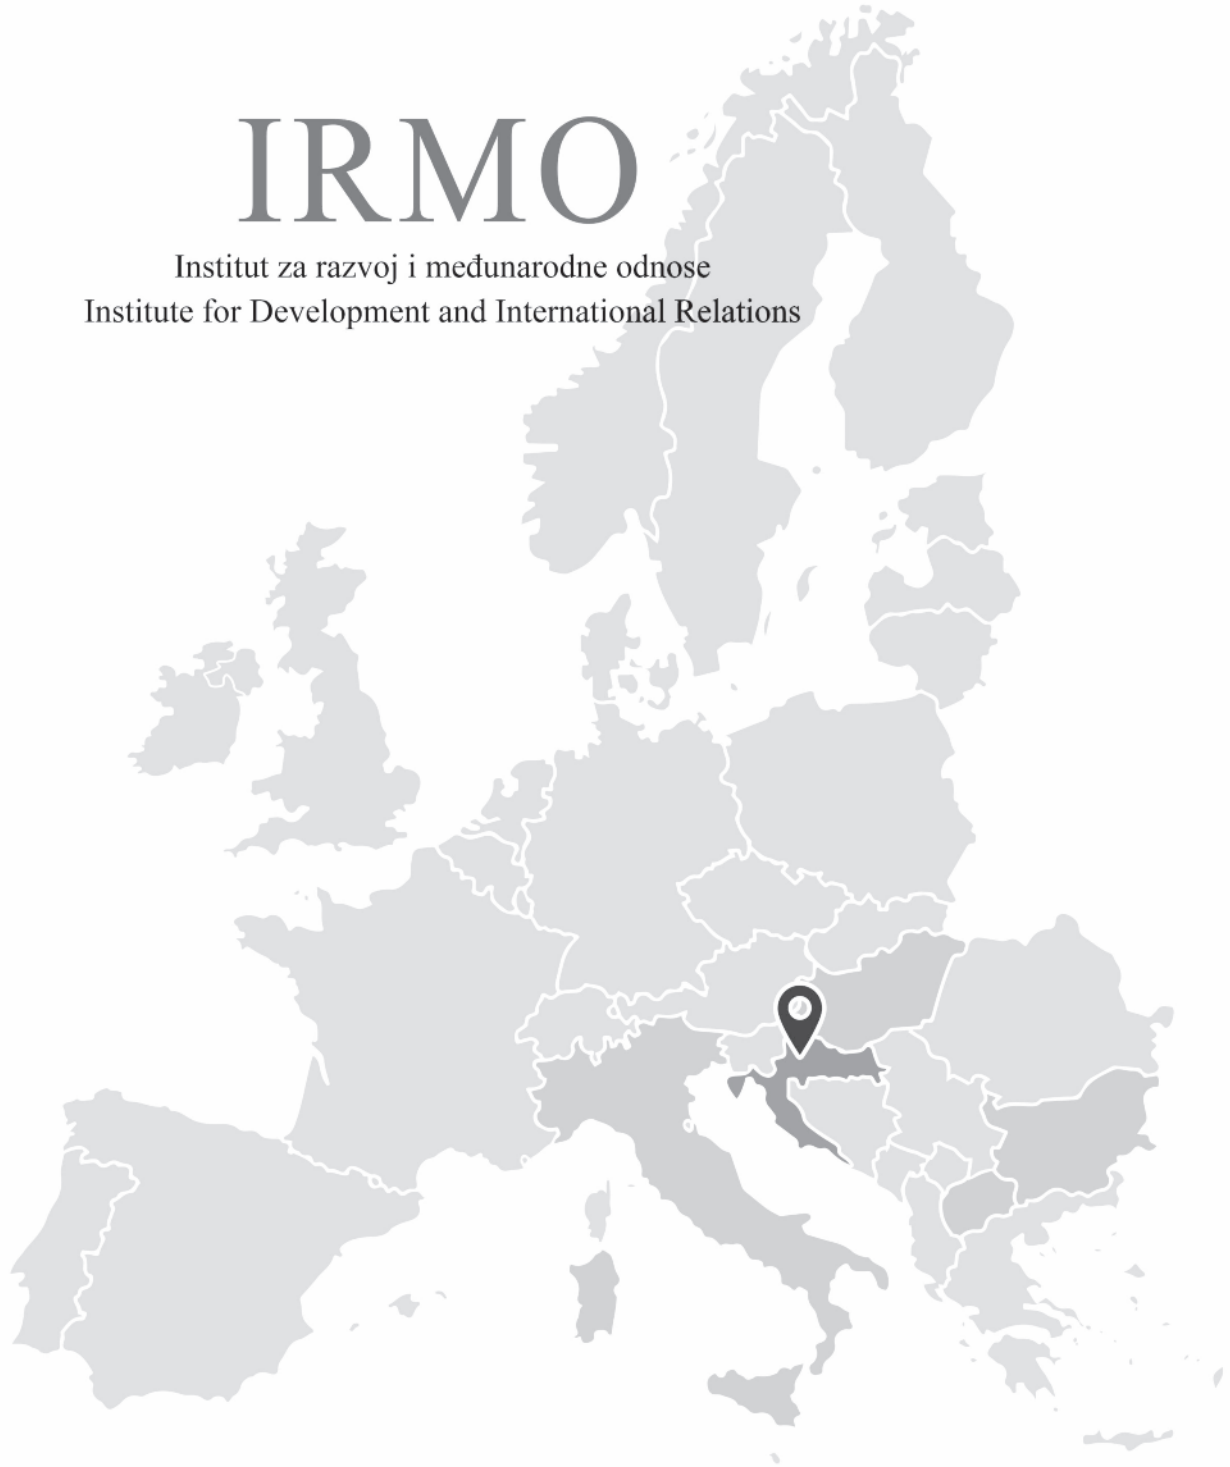 IRMO
Institut za razvoj i međunarodne odnose
Institute for Development and International Relations